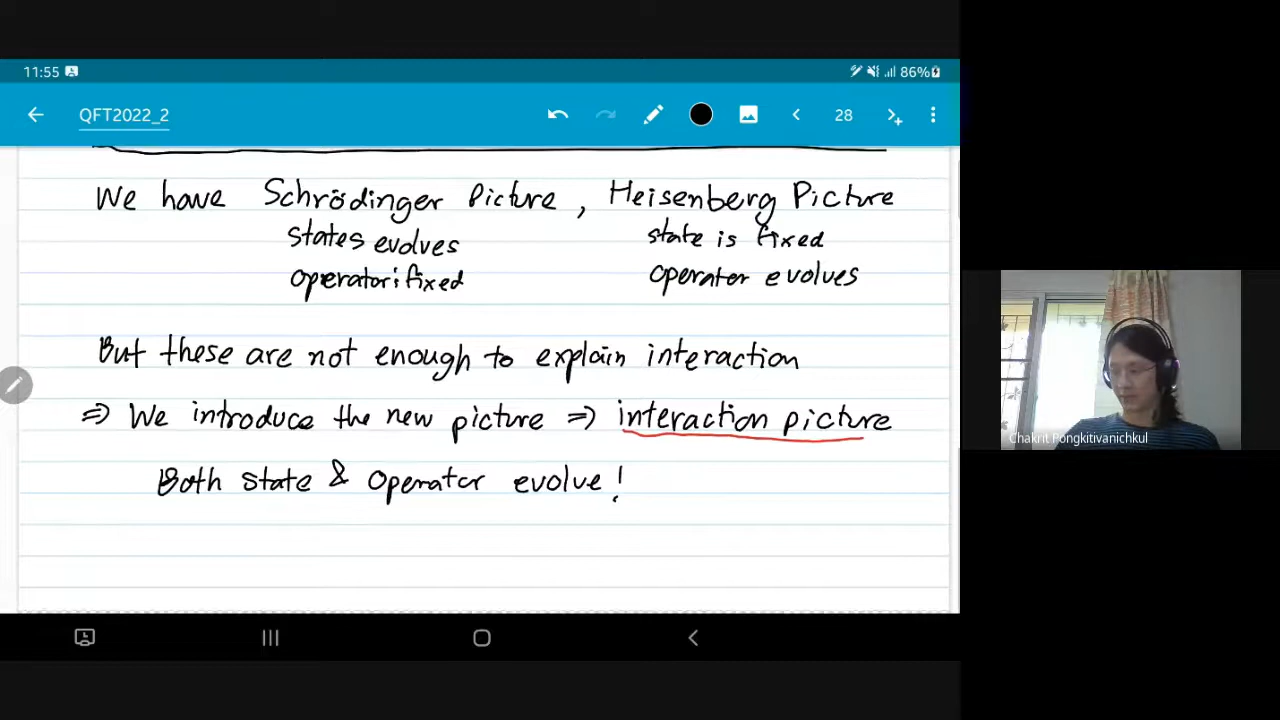 11:55
86%
QFT2022_2
28
We have Schrödinger Picture, Heisenberg Picture
states evolves
state is fixed
operator: fixed
operator evolves
But these are not enough to explain interaction
⇒ We introduce the new picture ⇒ interaction picture
Both state & operator evolve!
Chakrit Pongkitivanichkul